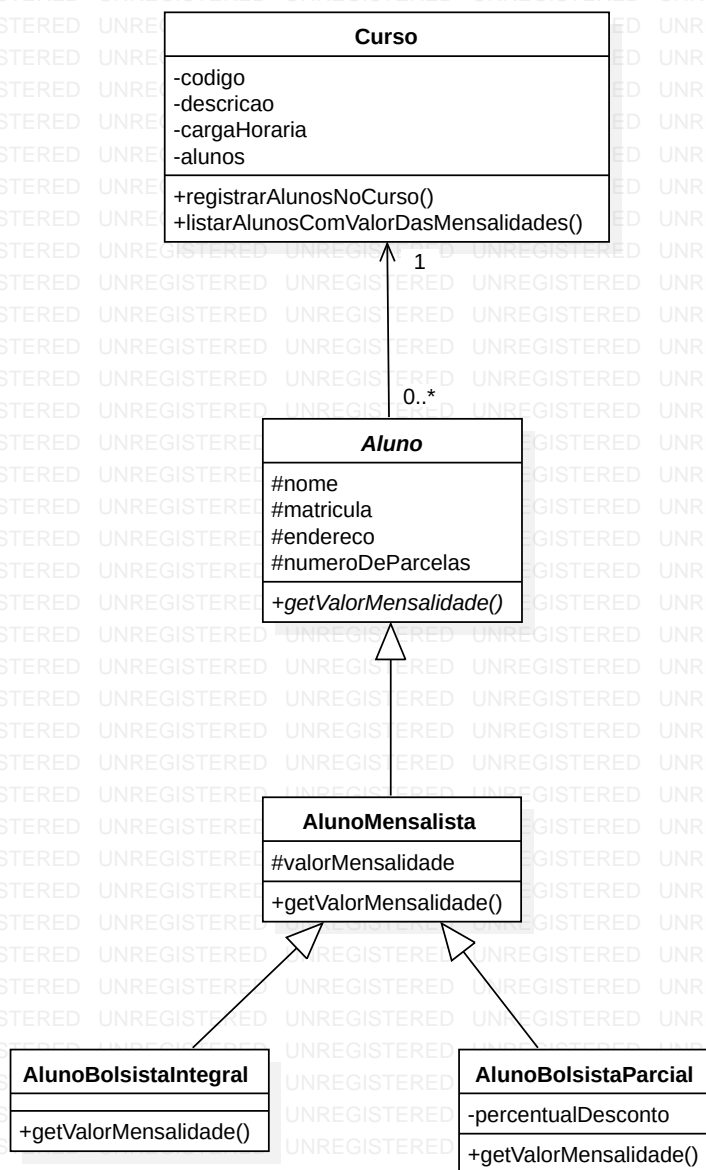 Curso
-codigo
-descricao
-cargaHoraria
-alunos
+registrarAlunosNoCurso()
+listarAlunosComValorDasMensalidades()
1
0..*
Aluno
#nome
#matricula
#endereco
#numeroDeParcelas
+getValorMensalidade()
AlunoMensalista
#valorMensalidade
+getValorMensalidade()
AlunoBolsistaIntegral
+getValorMensalidade()
AlunoBolsistaParcial
-percentualDesconto
+getValorMensalidade()
UNREGISTERED